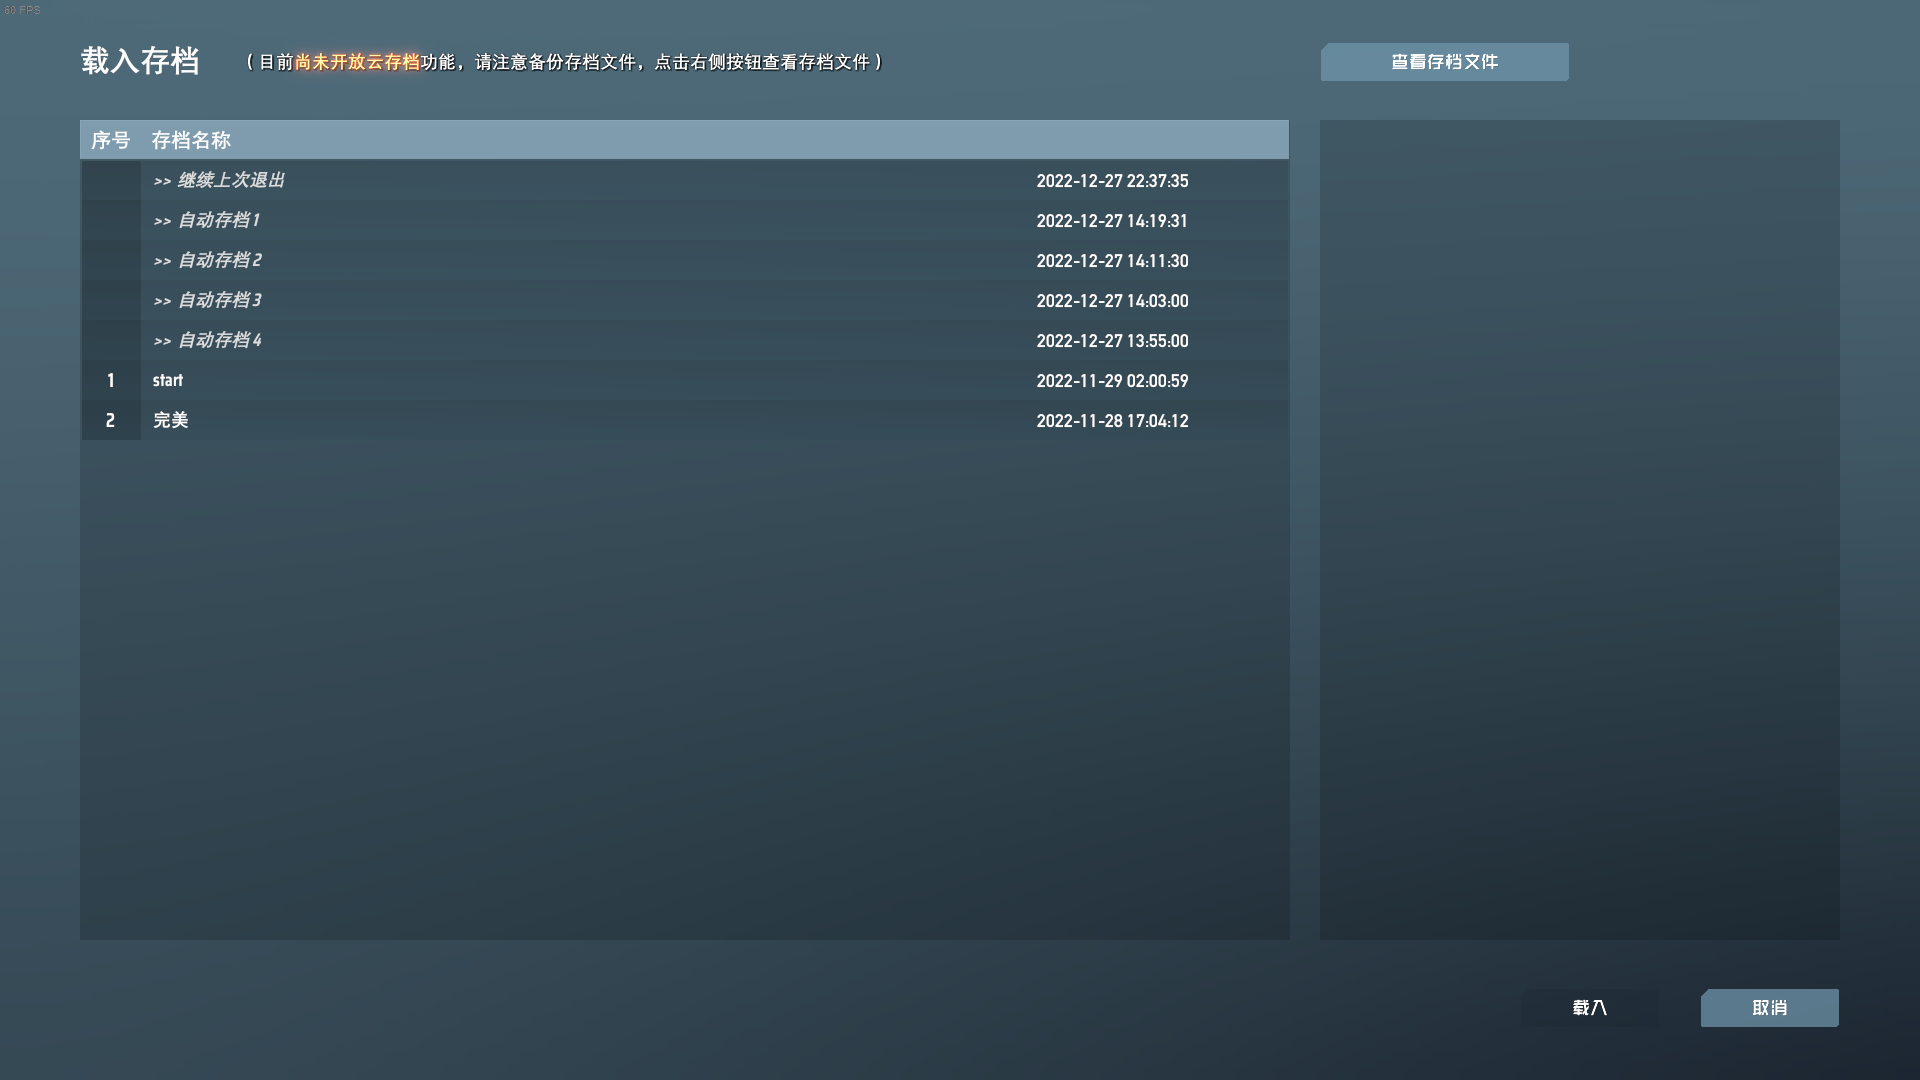 60 FPS
载入存档 （目前尚未开放云存档功能，请注意备份存档文件，点击右侧按钮查看存档文件） 查看存档文件
序号 存档名称
>> 继续上次退出 2022-12-27 22:37:35
>> 自动存档 1 2022-12-27 14:19:31
>> 自动存档 2 2022-12-27 14:11:30
>> 自动存档 3 2022-12-27 14:03:00
>> 自动存档 4 2022-12-27 13:55:00
1 start 2022-11-29 02:00:59
2 完美 2022-11-28 17:04:12
载入 取消